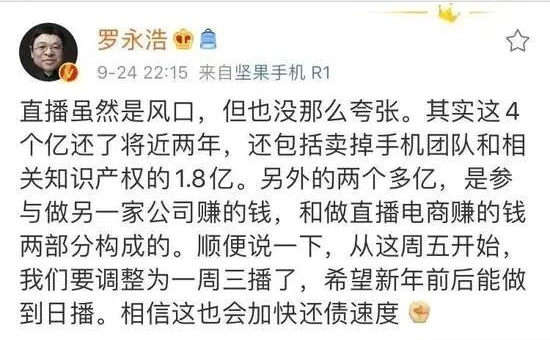 罗永浩
9-24 22:15 来自坚果手机 R1
直播虽然是风口，但也没那么夸张。其实这4
个亿还了将近两年，还包括卖掉手机团队和相
关知识产权的1.8亿。另外的两个多亿，是参
与做另一家公司赚的钱，和做直播电商赚的钱
两部分构成的。顺便说一下，从这周五开始，
我们要调整为一周三播了，希望新年前后能做
到日播。相信这也会加快还债速度